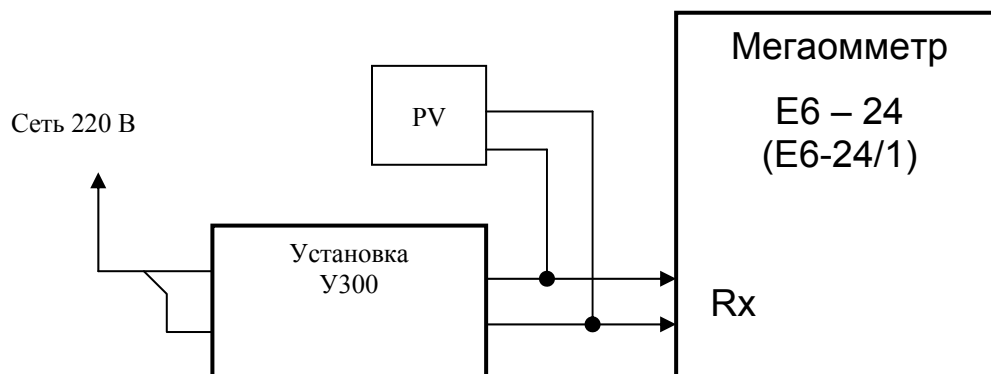 Мегаомметр
Е6 – 24
(Е6-24/1)
PV
Сеть 220 В
Установка
У300
Rx